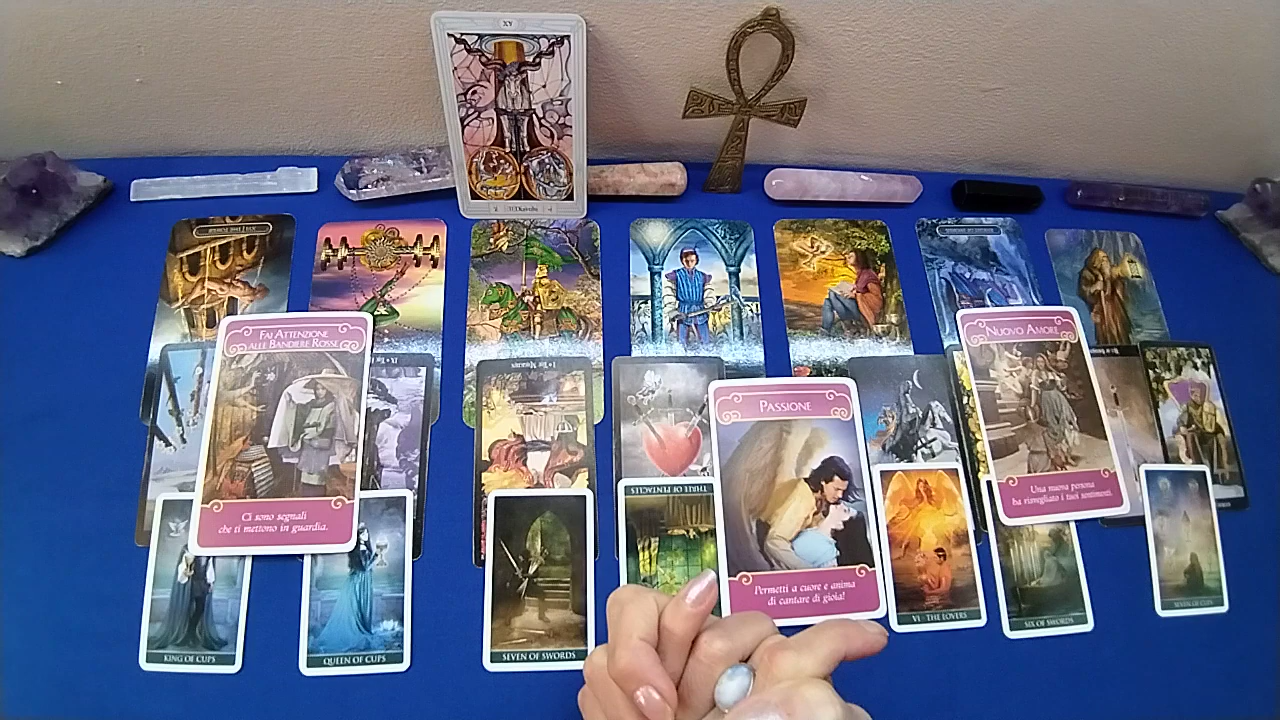 XV
FAI ATTENZIONE
ALLE BANDIERE ROSSE
Ci sono segnali
che ti mettono in guardia.
NUOVO AMORE
Una nuova persona
ha risvegliato i tuoi sentimenti.
PASSIONE
Permetti a cuore e anima
di cantare di gioia!
THREE OF PENTACLES
KING OF CUPS
QUEEN OF CUPS
SEVEN OF SWORDS
VI THE LOVERS
SIX OF SWORDS
SEVEN OF CUPS